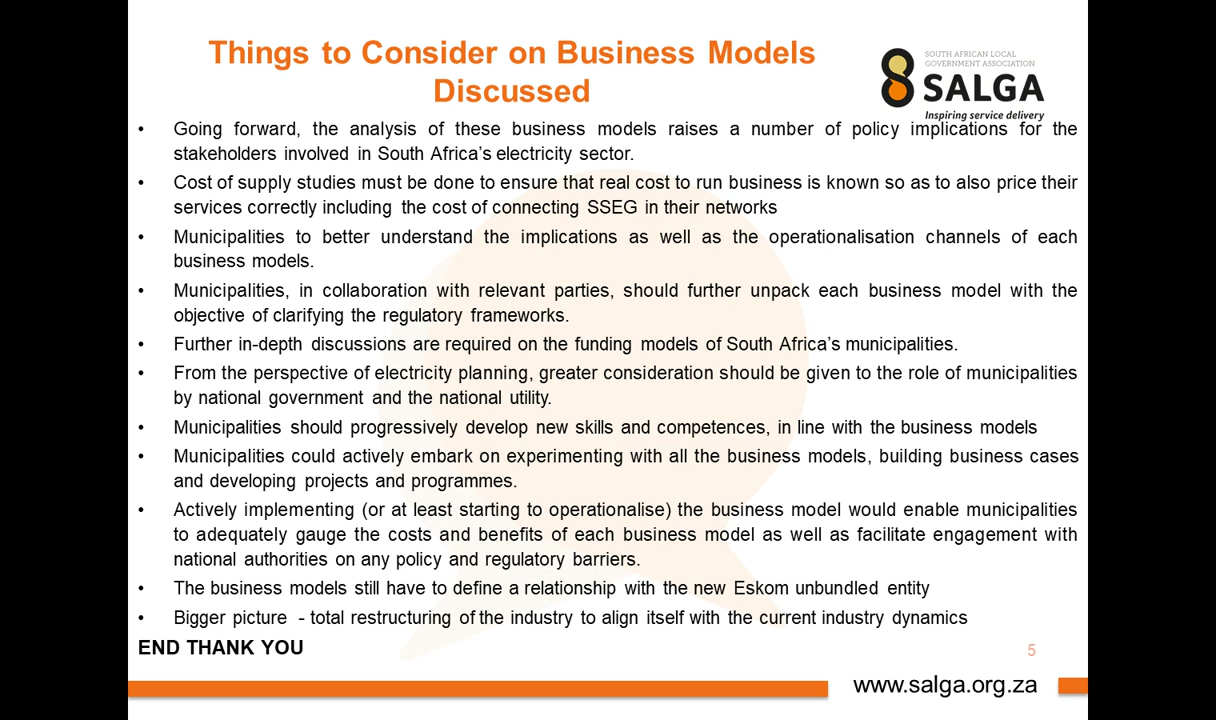 Things to Consider on Business Models
Discussed
SOUTH AFRICAN LOCAL
GOVERNMENT ASSOCIATION
SALGA
Inspiring service delivery
• Going forward, the analysis of these business models raises a number of policy implications for the
stakeholders involved in South Africa's electricity sector.
• Cost of supply studies must be done to ensure that real cost to run business is known so as to also price their
services correctly including the cost of connecting SSEG in their networks
• Municipalities to better understand the implications as well as the operationalisation channels of each
business models.
• Municipalities, in collaboration with relevant parties, should further unpack each business model with the
objective of clarifying the regulatory frameworks.
• Further in-depth discussions are required on the funding models of South Africa's municipalities.
• From the perspective of electricity planning, greater consideration should be given to the role of municipalities
by national government and the national utility.
• Municipalities should progressively develop new skills and competences, in line with the business models
• Municipalities could actively embark on experimenting with all the business models, building business cases
and developing projects and programmes.
• Actively implementing (or at least starting to operationalise) the business model would enable municipalities
to adequately gauge the costs and benefits of each business model as well as facilitate engagement with
national authorities on any policy and regulatory barriers.
• The business models still have to define a relationship with the new Eskom unbundled entity
• Bigger picture - total restructuring of the industry to align itself with the current industry dynamics
END THANK YOU
5
www.salga.org.za